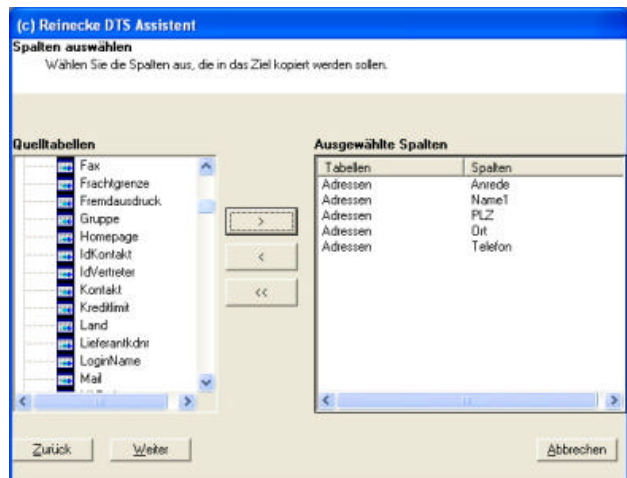 (c) Reinecke DTS Assistent
Spalten auswählen
Wählen Sie die Spalten aus, die in das Ziel kopiert werden sollen.
Quelltabellen
Fax
Frachtgrenze
Fremdausdruck
Gruppe
Homepage
IdKontakt
IdVertreter
Kontakt
Kreditlimit
Land
Lieferantkdnr
LoginName
Mail
>
<
<<
Ausgewählte Spalten
Tabellen Spalten
Adressen Anrede
Adressen Name1
Adressen PLZ
Adressen Ort
Adressen Telefon
Zurück Weiter Abbrechen